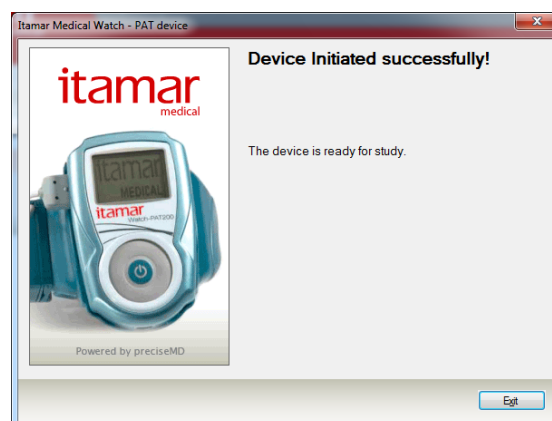 Itamar Medical Watch - PAT device
itamar
medical
itamar
MEDICAL
itamar
Watch-PAT200
Powered by preciseMD
Device Initiated successfully!
The device is ready for study.
Exit